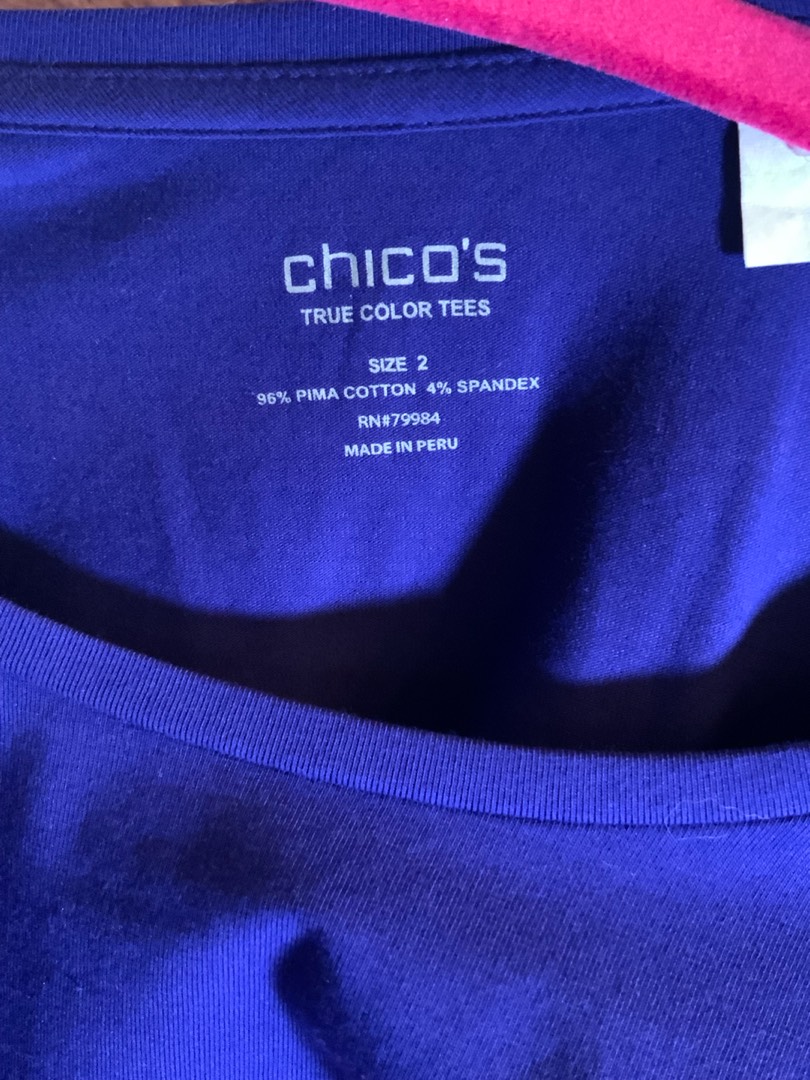 chico's
TRUE COLOR TEES
SIZE 2
96% PIMA COTTON 4% SPANDEX
RN#79984
MADE IN PERU